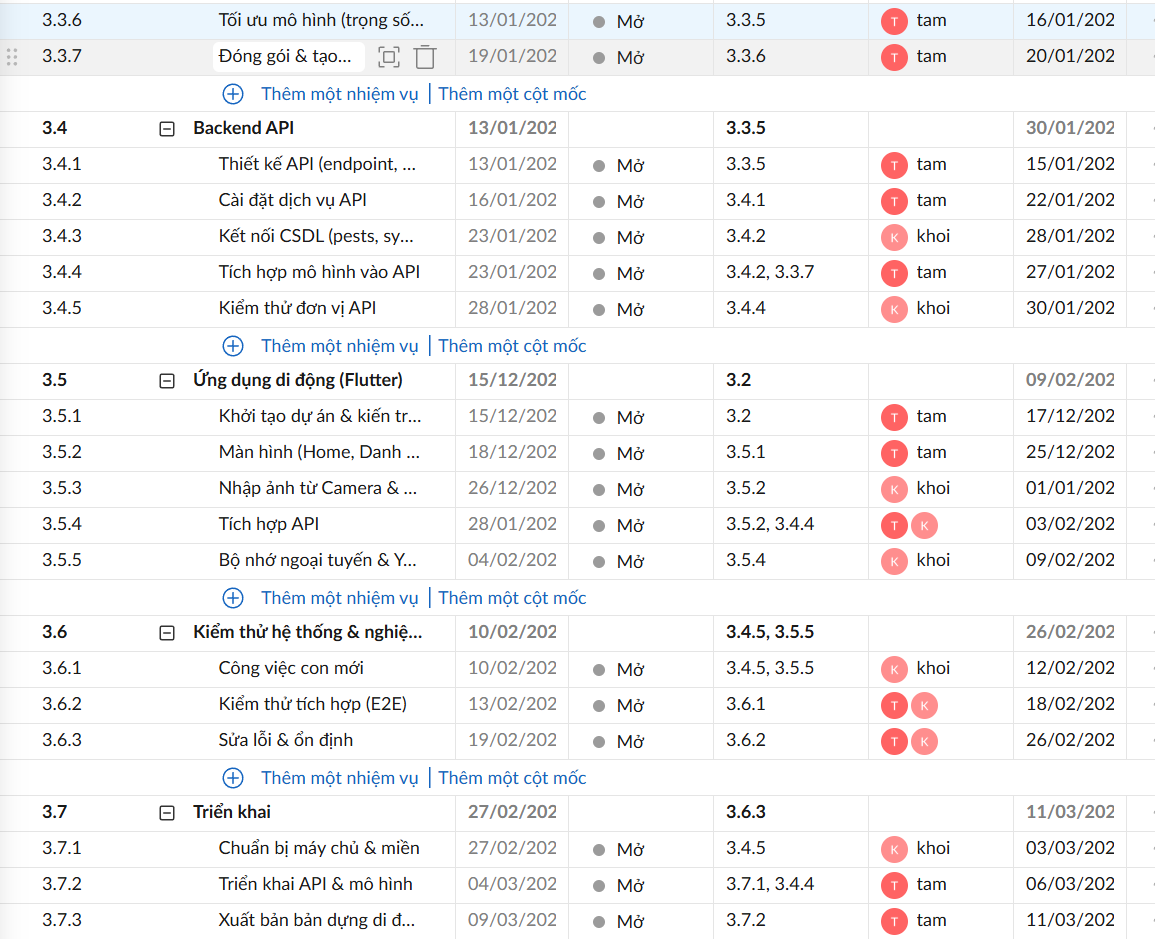 3.3.6 Tối ưu mô hình (trọng số... 13/01/202 Mở 3.3.5 T tam 16/01/202
3.3.7 Đóng gói & tạo... 19/01/202 Mở 3.3.6 T tam 20/01/202
Thêm một nhiệm vụ | Thêm một cột mốc
3.4 Backend API 13/01/202 3.3.5 30/01/202
3.4.1 Thiết kế API (endpoint, ... 13/01/202 Mở 3.3.5 T tam 15/01/202
3.4.2 Cài đặt dịch vụ API 16/01/202 Mở 3.4.1 T tam 22/01/202
3.4.3 Kết nối CSDL (pests, sy... 23/01/202 Mở 3.4.2 K khoi 28/01/202
3.4.4 Tích hợp mô hình vào API 23/01/202 Mở 3.4.2, 3.3.7 T tam 27/01/202
3.4.5 Kiểm thử đơn vị API 28/01/202 Mở 3.4.4 K khoi 30/01/202
Thêm một nhiệm vụ | Thêm một cột mốc
3.5 Ứng dụng di động (Flutter) 15/12/202 3.2 09/02/202
3.5.1 Khởi tạo dự án & kiến tr... 15/12/202 Mở 3.2 T tam 17/12/202
3.5.2 Màn hình (Home, Danh ... 18/12/202 Mở 3.5.1 T tam 25/12/202
3.5.3 Nhập ảnh từ Camera & ... 26/12/202 Mở 3.5.2 K khoi 01/01/202
3.5.4 Tích hợp API 28/01/202 Mở 3.5.2, 3.4.4 T K 03/02/202
3.5.5 Bộ nhớ ngoại tuyến & Y... 04/02/202 Mở 3.5.4 K khoi 09/02/202
Thêm một nhiệm vụ | Thêm một cột mốc
3.6 Kiểm thử hệ thống & nghiệ... 10/02/202 3.4.5, 3.5.5 26/02/202
3.6.1 Công việc con mới 10/02/202 Mở 3.4.5, 3.5.5 K khoi 12/02/202
3.6.2 Kiểm thử tích hợp (E2E) 13/02/202 Mở 3.6.1 T K 18/02/202
3.6.3 Sửa lỗi & ổn định 19/02/202 Mở 3.6.2 T K 26/02/202
Thêm một nhiệm vụ | Thêm một cột mốc
3.7 Triển khai 27/02/202 3.6.3 11/03/202
3.7.1 Chuẩn bị máy chủ & miền 27/02/202 Mở 3.4.5 K khoi 03/03/202
3.7.2 Triển khai API & mô hình 04/03/202 Mở 3.7.1, 3.4.4 T tam 06/03/202
3.7.3 Xuất bản bản dựng di đ... 09/03/202 Mở 3.7.2 T tam 11/03/202